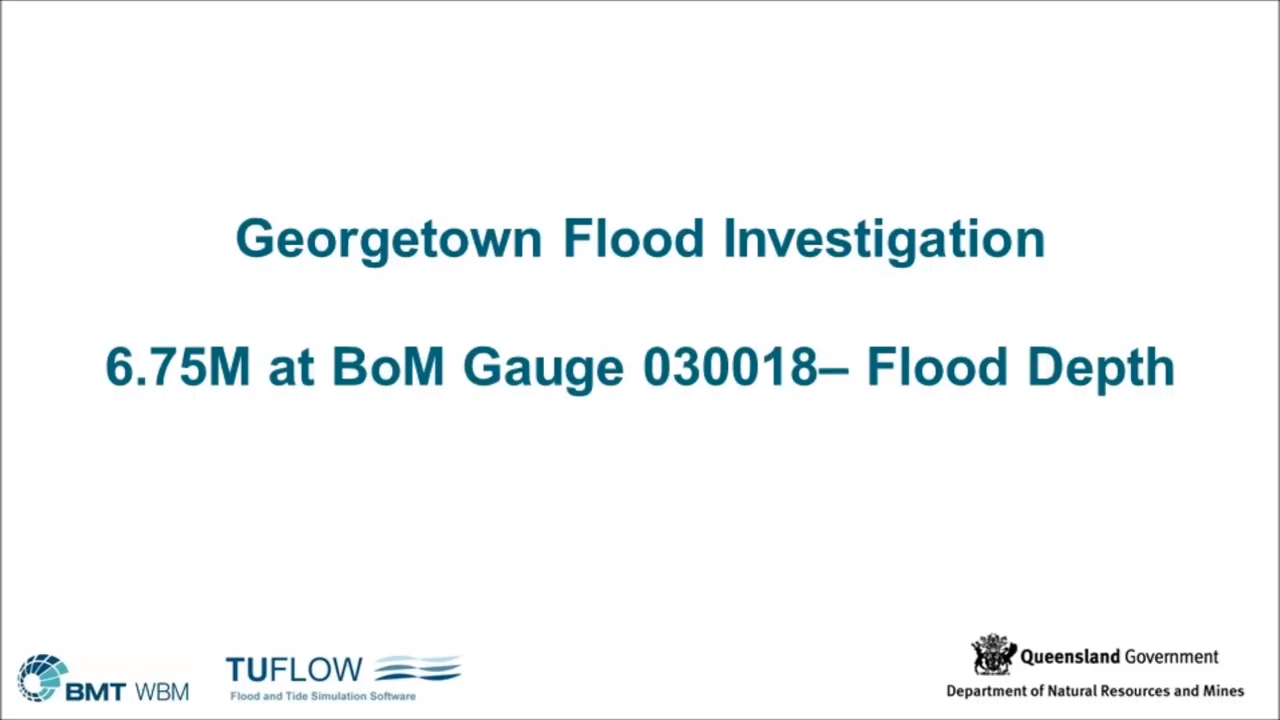 Georgetown Flood Investigation
6.75M at BoM Gauge 030018– Flood Depth
BMT WBM
TUFLOW
Flood and Tide Simulation Software
Queensland Government
Department of Natural Resources and Mines